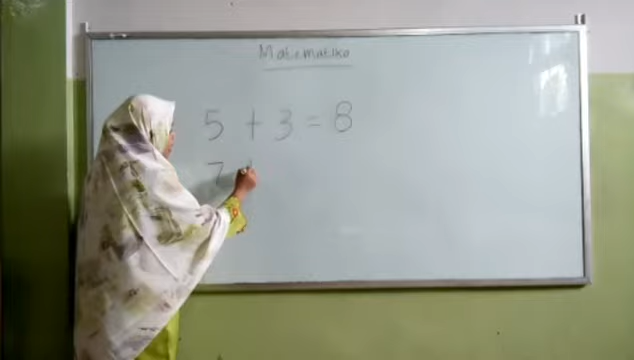 Matematika
5 + 3 = 8
7 +